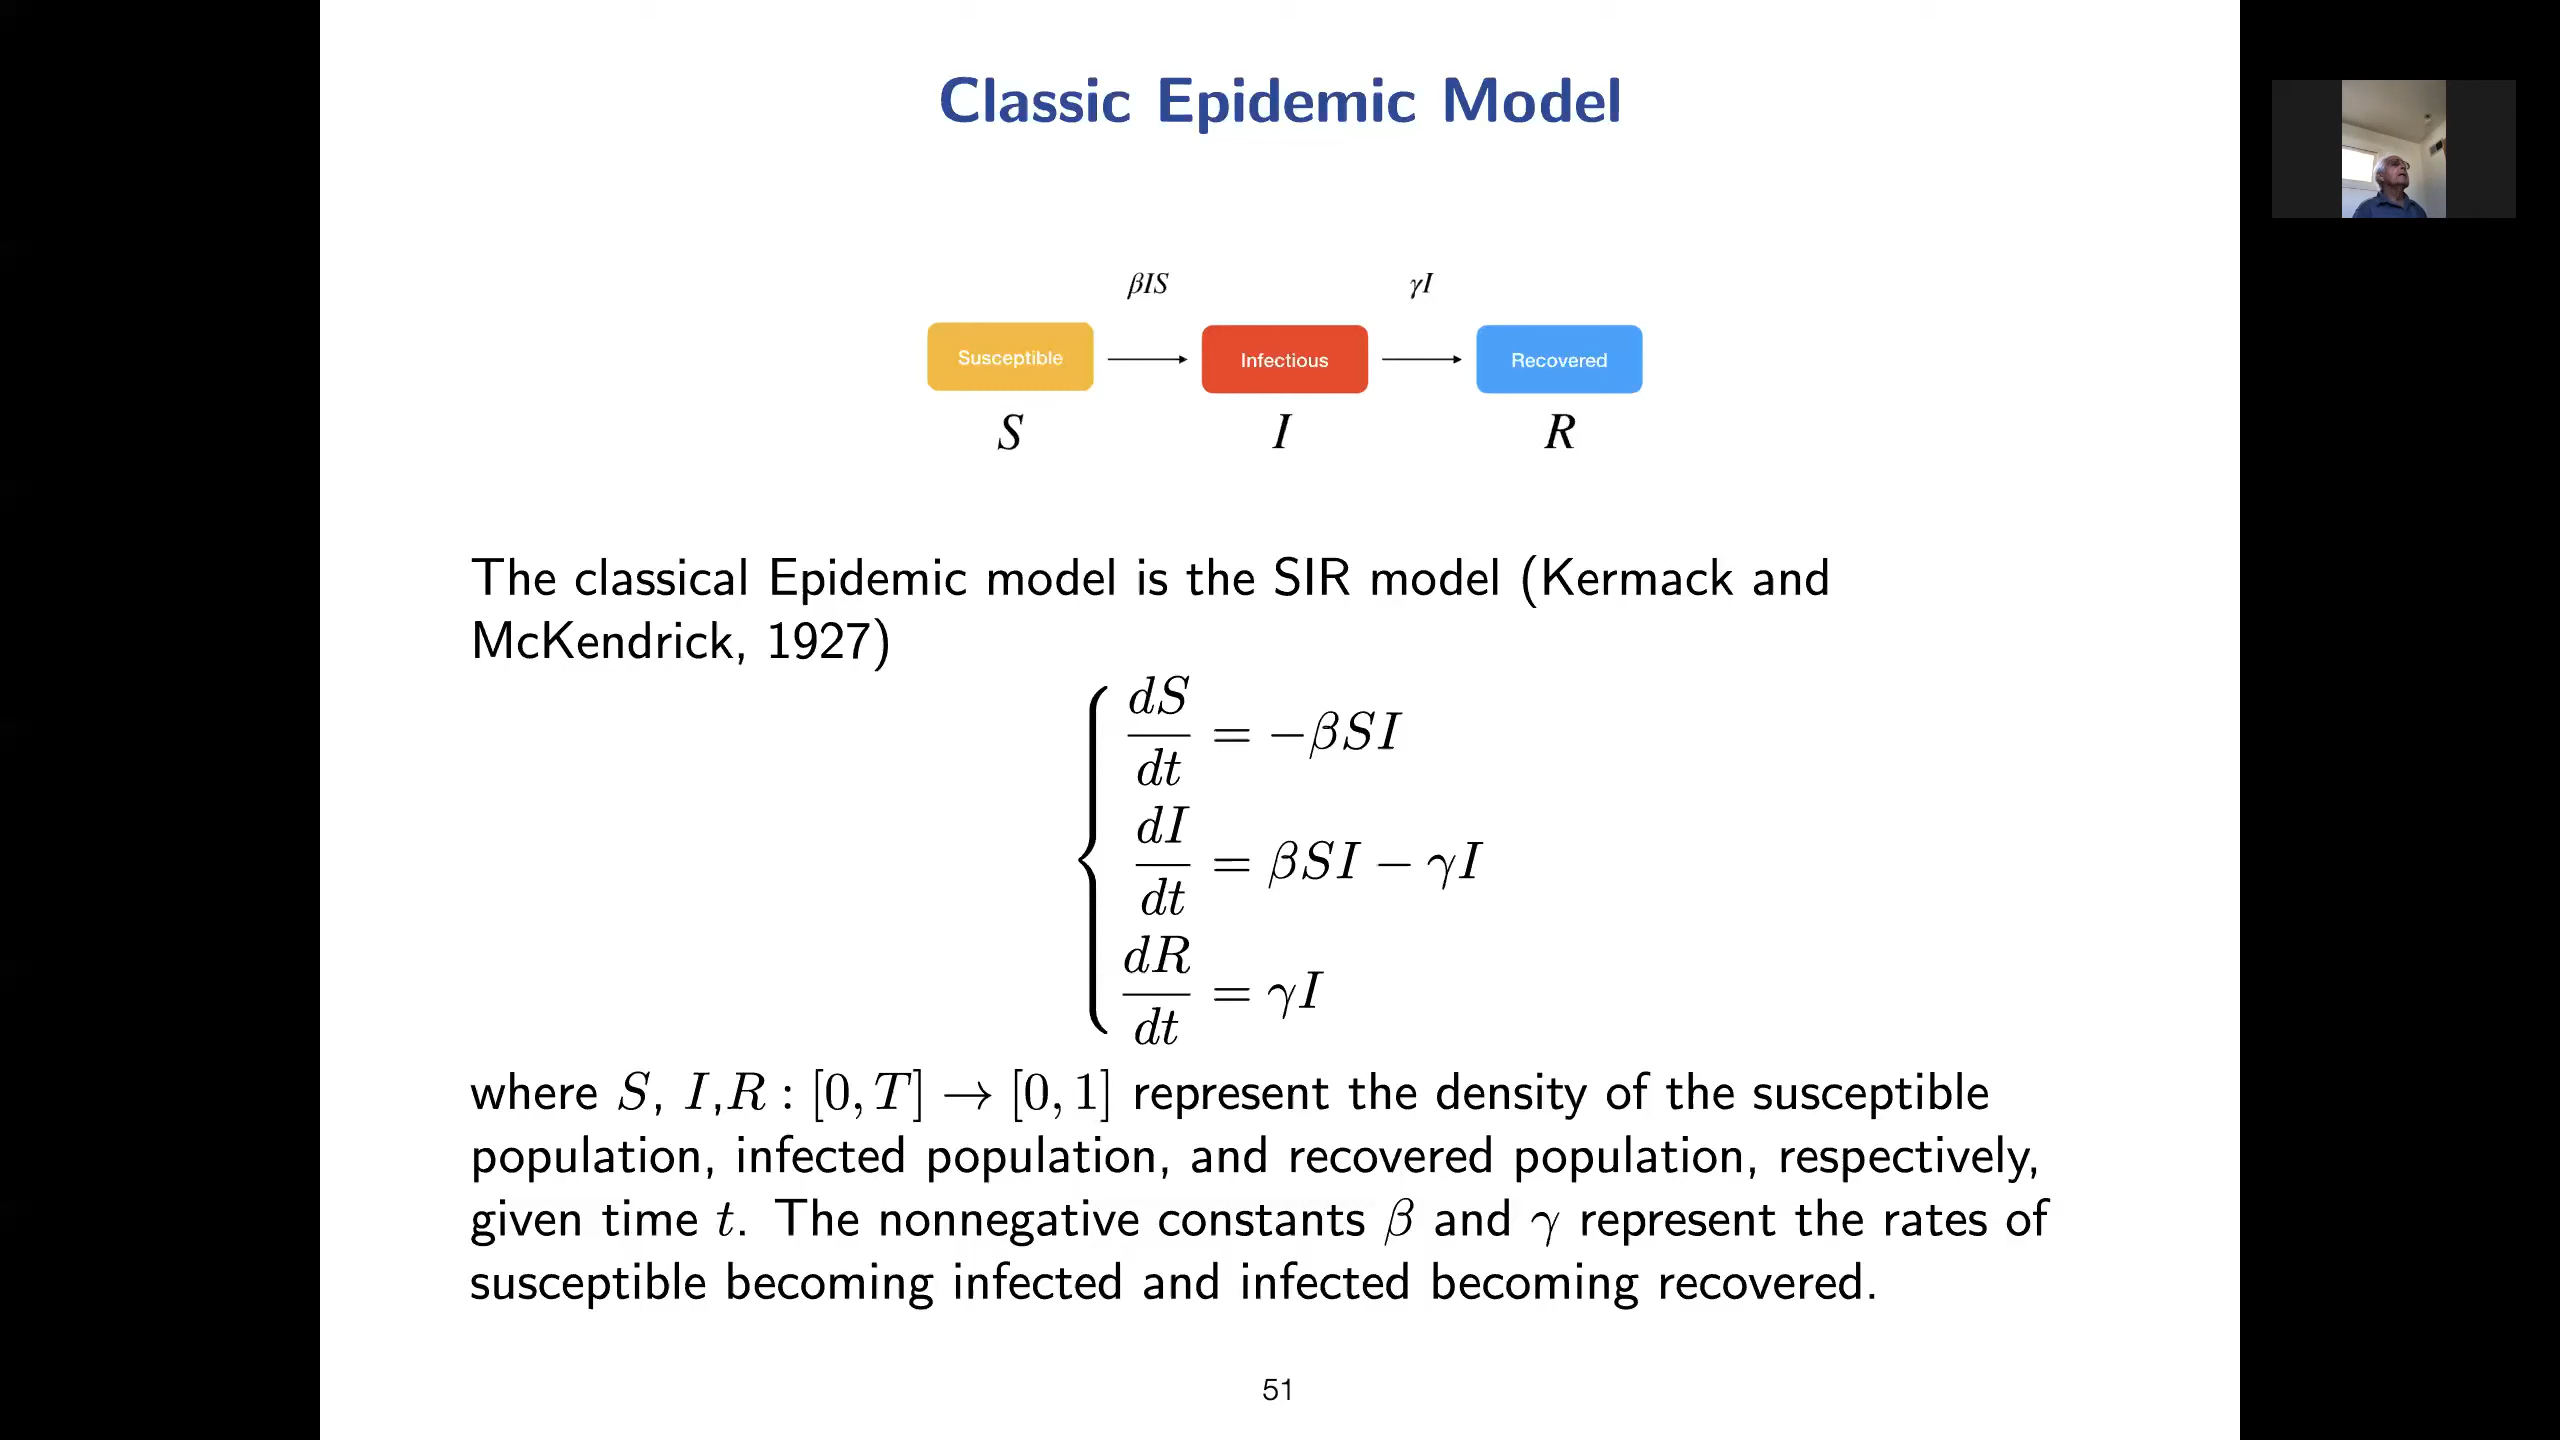 Classic Epidemic Model
βIS
γI
Susceptible
Infectious
Recovered
S
I
R
The classical Epidemic model is the SIR model (Kermack and
McKendrick, 1927)
dS/dt = −βSI
dI/dt = βSI − γI
dR/dt = γI
where S, I,R : [0, T] → [0, 1] represent the density of the susceptible
population, infected population, and recovered population, respectively,
given time t. The nonnegative constants β and γ represent the rates of
susceptible becoming infected and infected becoming recovered.
51